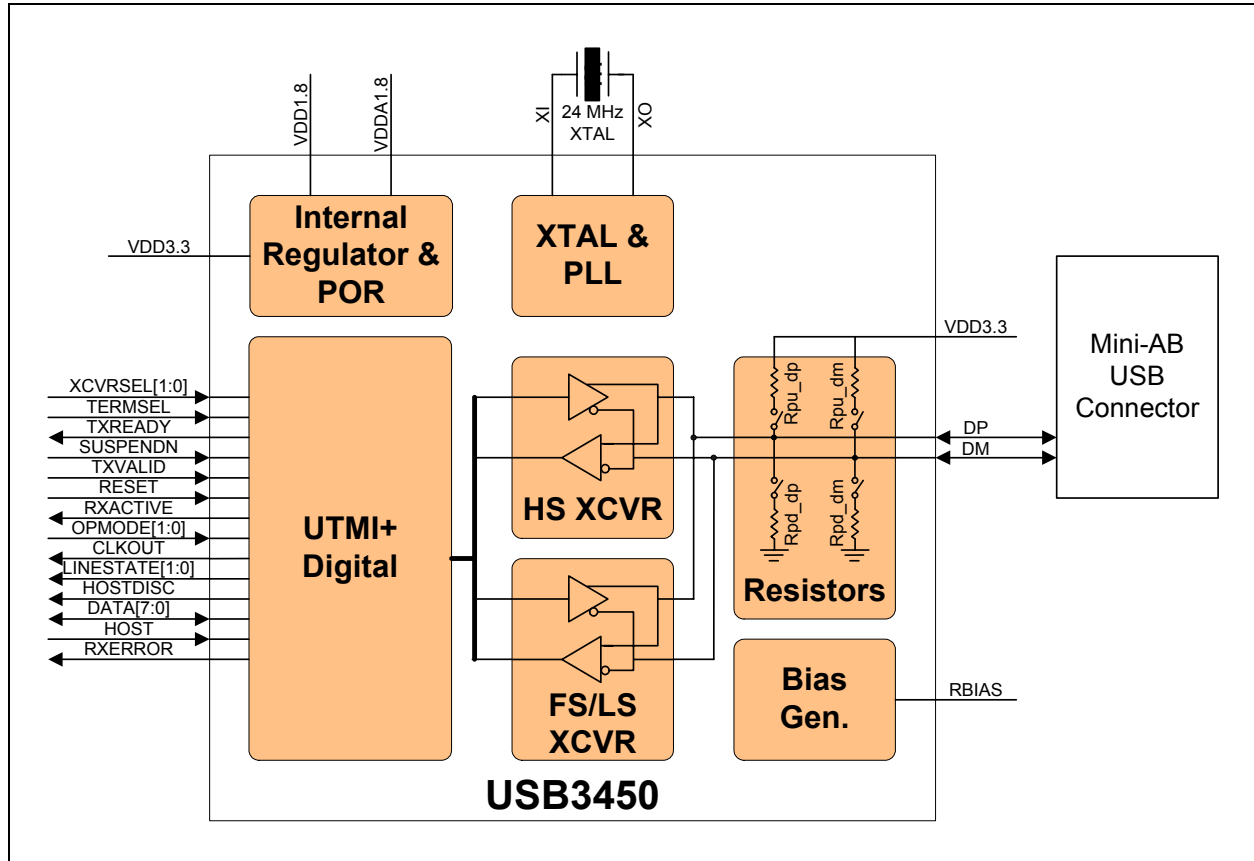 VDD1.8
VDDA1.8
XI
24 MHz
XTAL
XO
Internal
Regulator &
POR
XTAL &
PLL
VDD3.3
VDD3.3
Mini-AB
USB
Connector
XCVRSEL[1:0]
TERMSEL
TXREADY
SUSPENDN
TXVALID
RESET
RXACTIVE
OPMODE[1:0]
CLKOUT
LINESTATE[1:0]
HOSTDISC
DATA[7:0]
HOST
RXERROR
UTMI+
Digital
HS XCVR
FS/LS
XCVR
Rpu_dp
Rpu_dm
Rpd_dp
Rpd_dm
Resistors
DP
DM
Bias
Gen.
RBIAS
USB3450